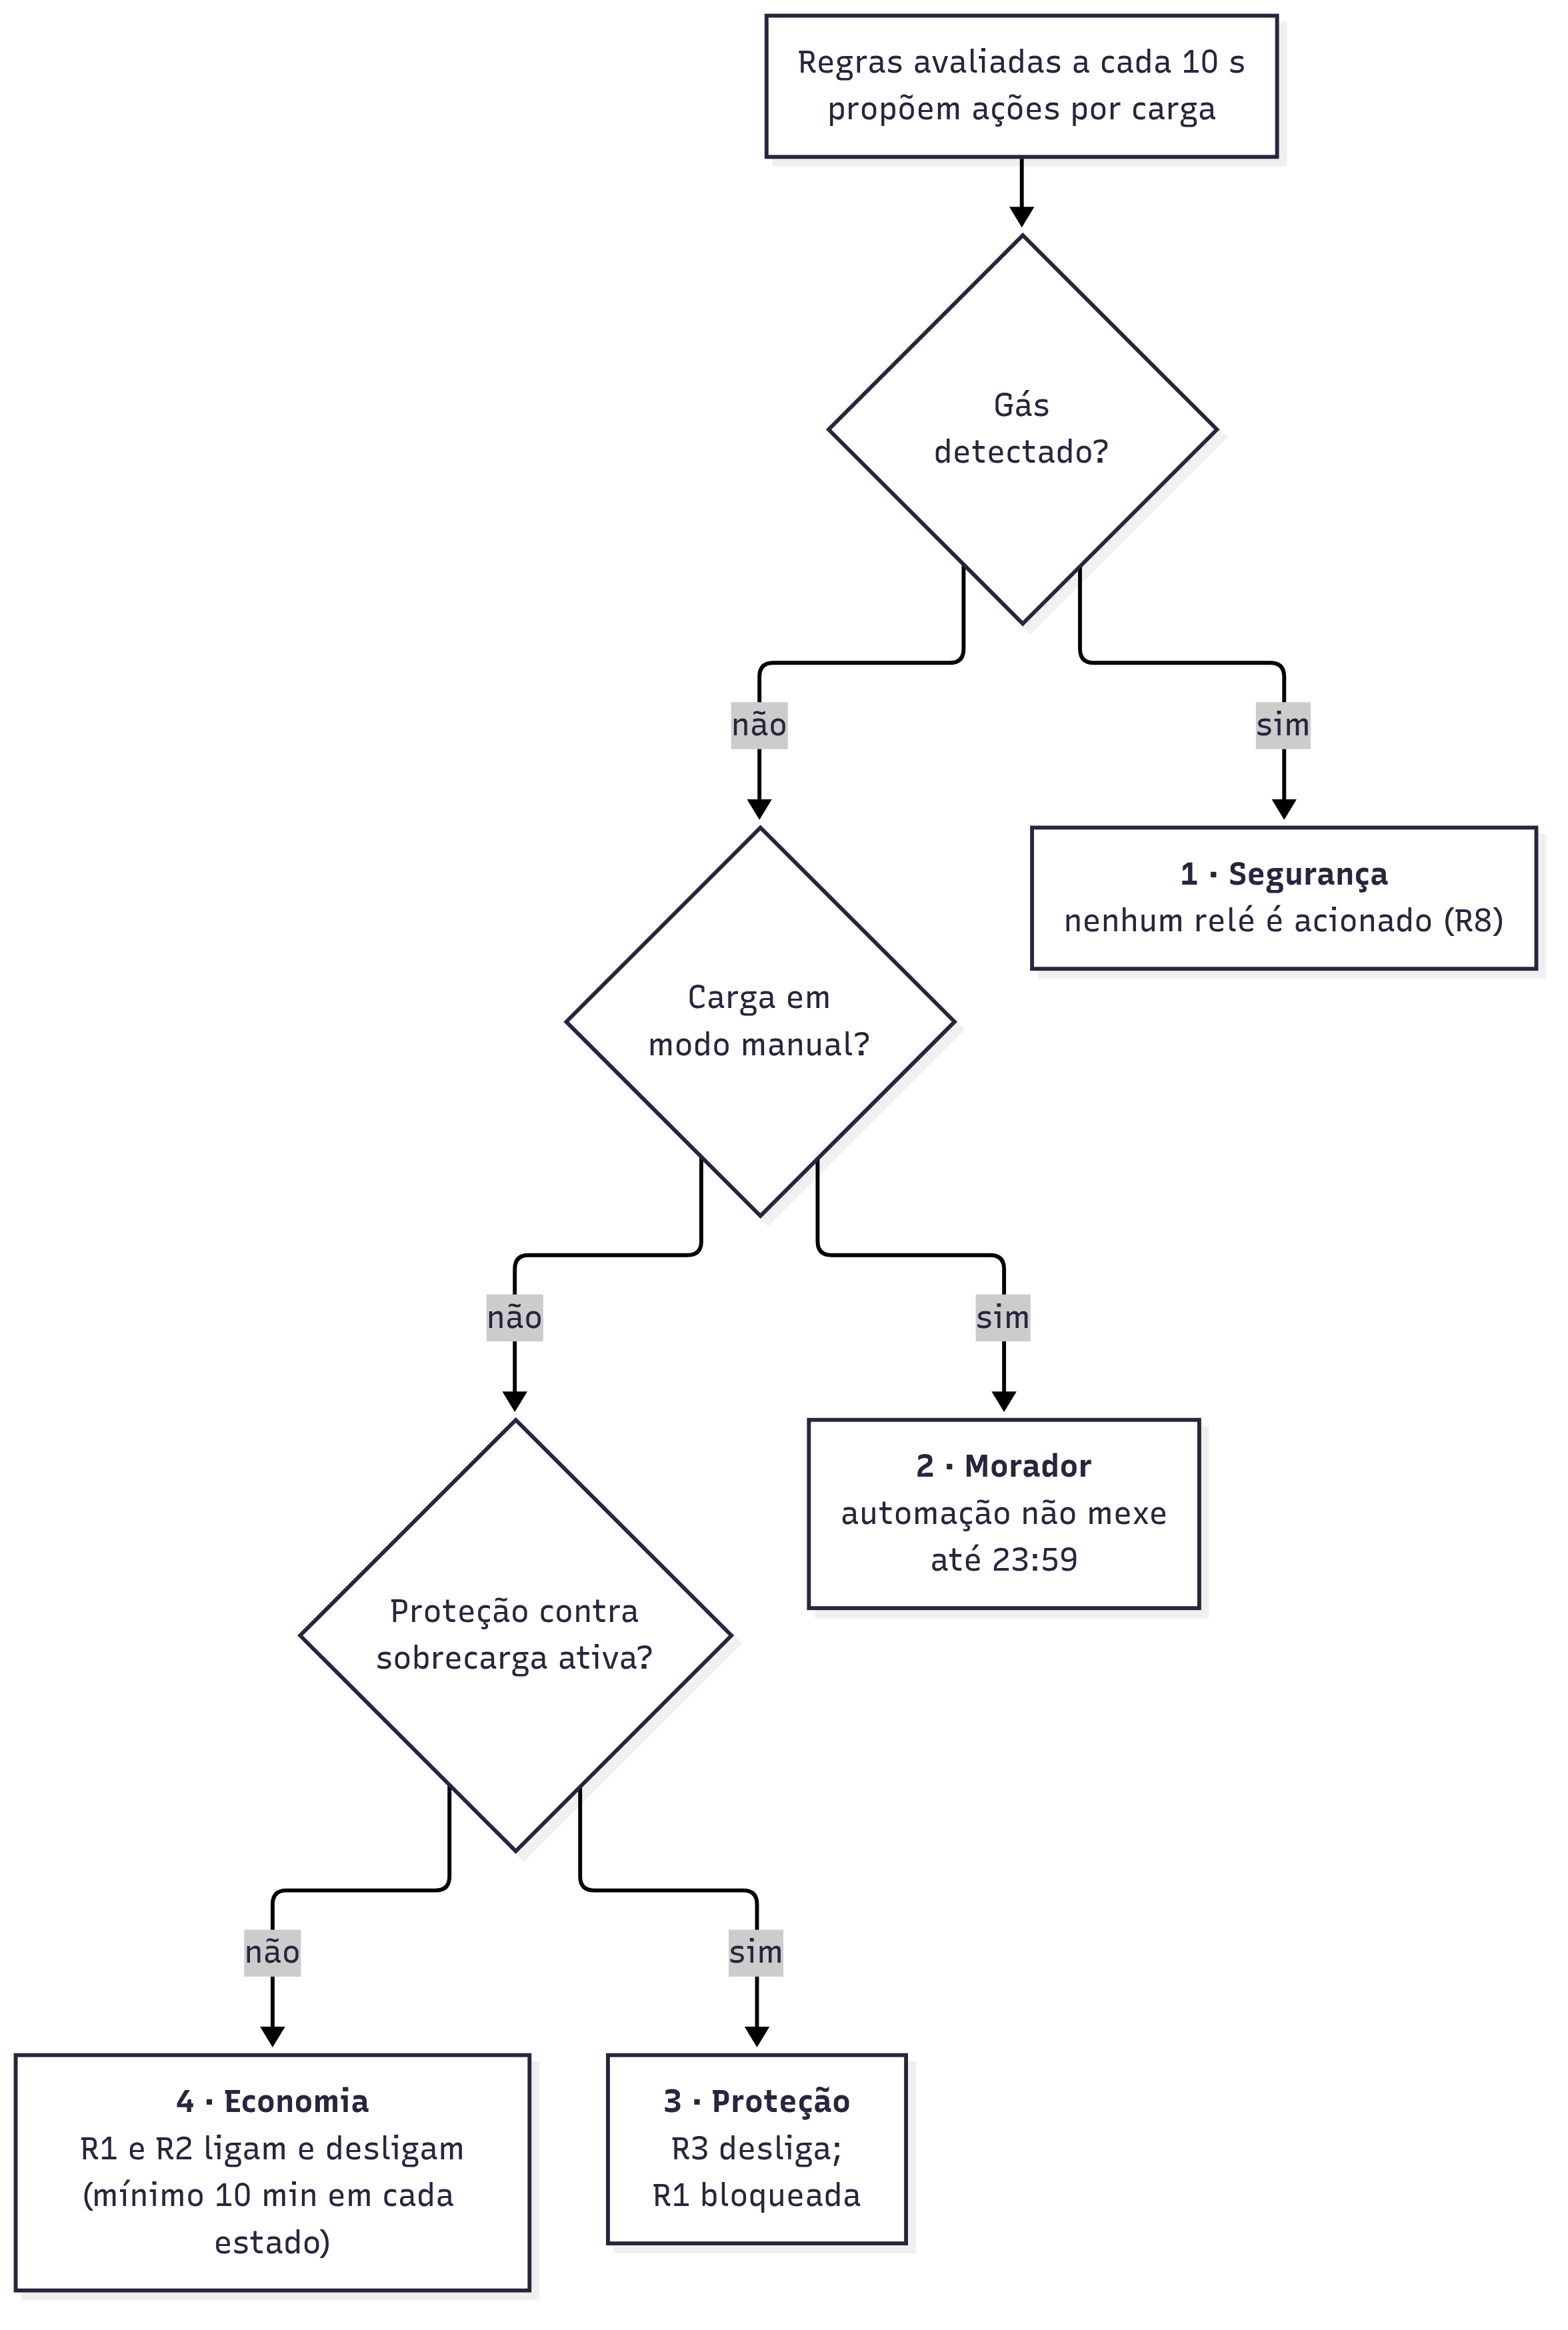 Regras avaliadas a cada 10 s
propõem ações por carga
Gás
detectado?
não
sim
1 · Segurança
nenhum relé é acionado (R8)
Carga em
modo manual?
não
sim
2 · Morador
automação não mexe
até 23:59
Proteção contra
sobrecarga ativa?
não
sim
4 · Economia
R1 e R2 ligam e desligam
(mínimo 10 min em cada
estado)
3 · Proteção
R3 desliga;
R1 bloqueada